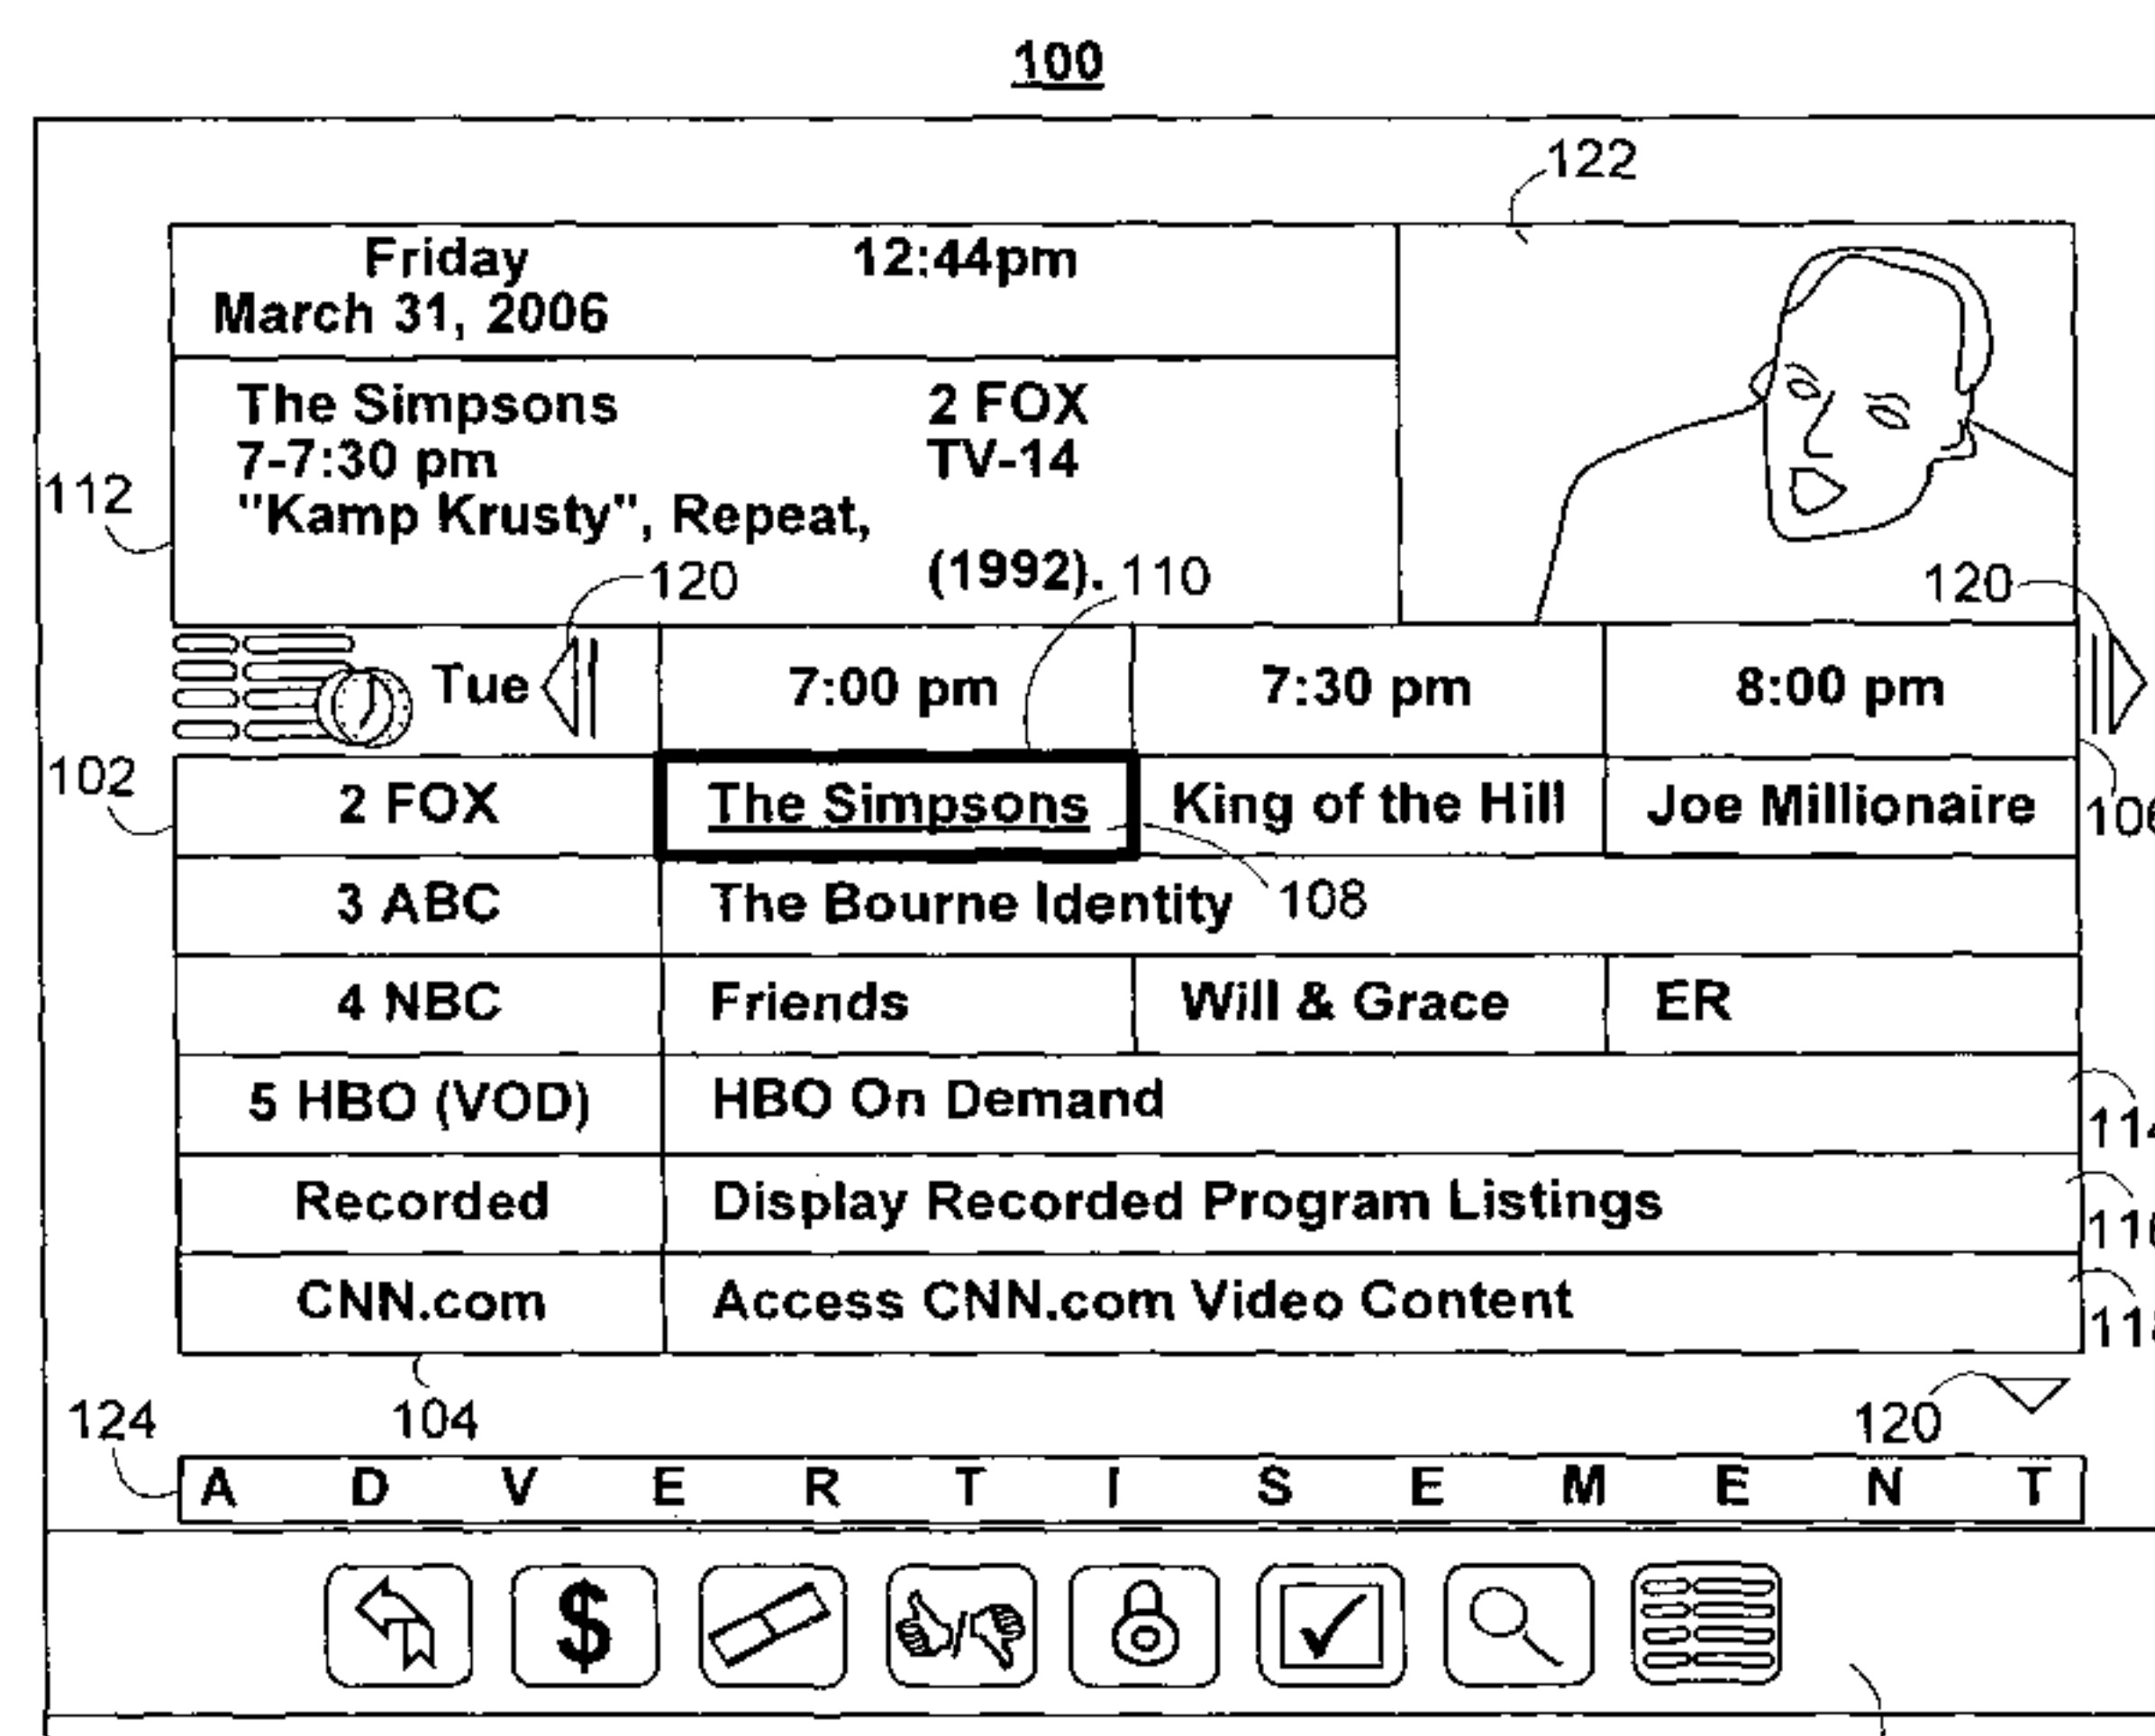 100
122
Friday 12:44pm
March 31, 2006
The Simpsons 2 FOX
7-7:30 pm TV-14
112
"Kamp Krusty", Repeat,
(1992).
120 110 120
Tue 7:00 pm 7:30 pm 8:00 pm
102
2 FOX The Simpsons King of the Hill Joe Millionaire
3 ABC The Bourne Identity 108
4 NBC Friends Will & Grace ER
5 HBO (VOD) HBO On Demand
Recorded Display Recorded Program Listings
CNN.com Access CNN.com Video Content
124 104 120
A D V E R T I S E M E N T
$